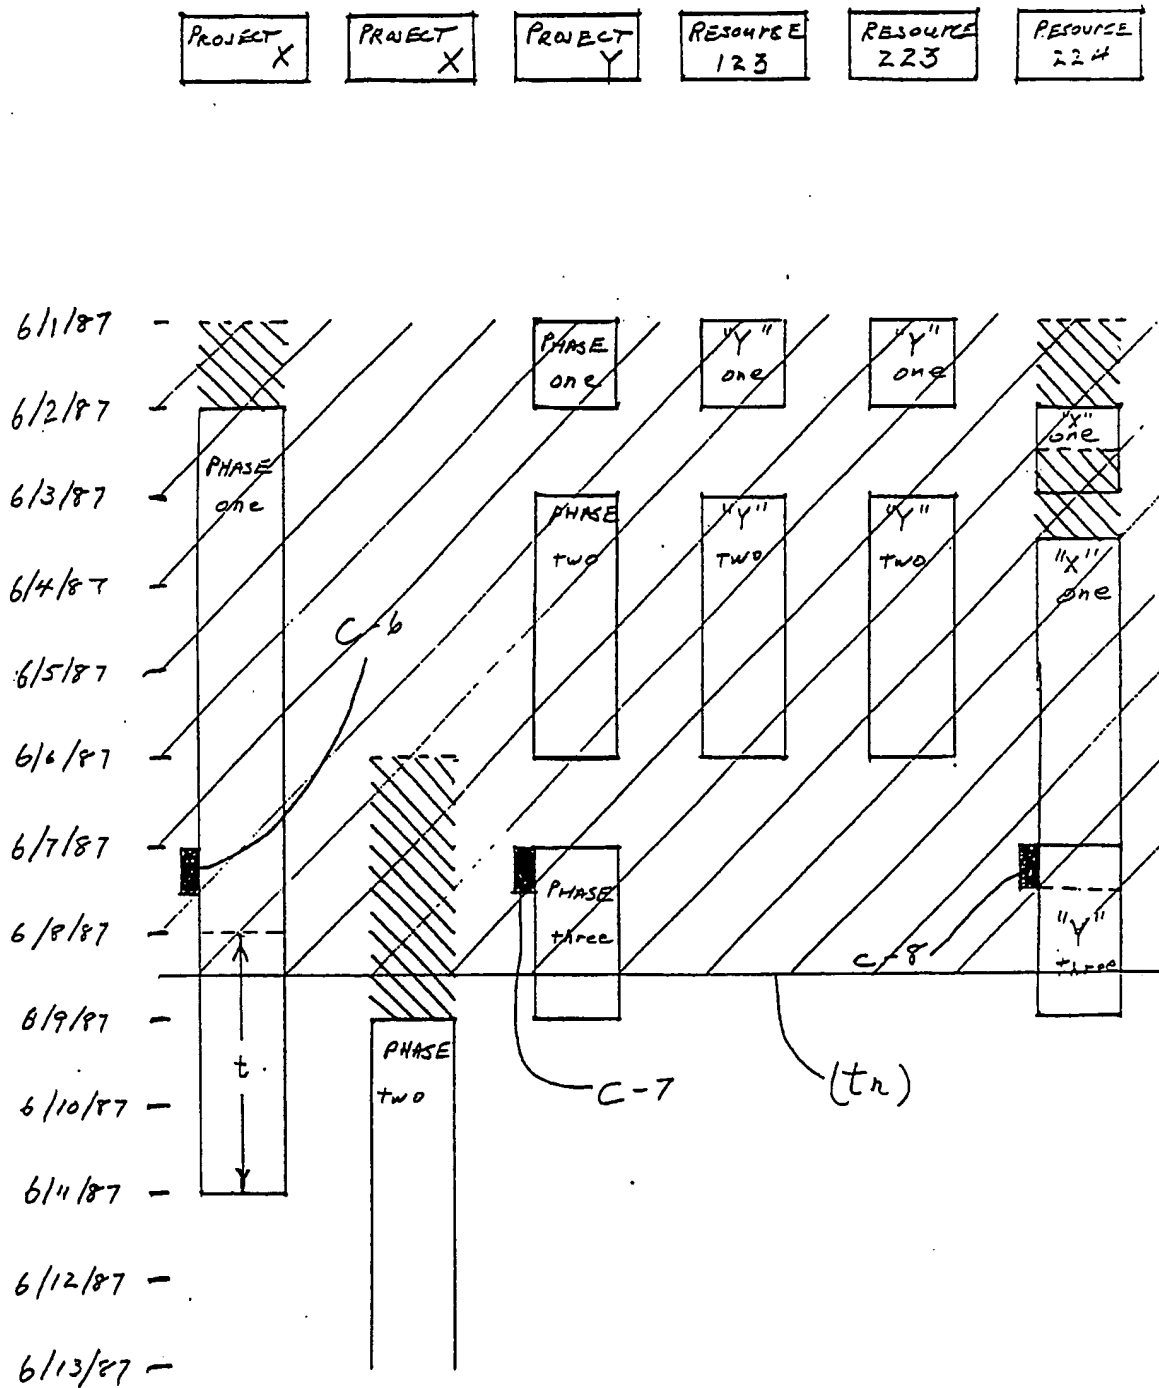 PROJECT
X
PROJECT
X
PROJECT
Y
RESOURCE
123
RESOURCE
223
RESOURCE
224
6/1/87
6/2/87
6/3/87
6/4/87
6/5/87
6/6/87
6/7/87
6/8/87
6/9/87
6/10/87
6/11/87
6/12/87
6/13/87
PHASE
one
C-6
t
PHASE
two
PHASE
one
PHASE
two
PHASE
three
C-7
"Y"
one
"Y"
two
"Y"
one
"Y"
two
"X"
one
"X"
one
"Y"
three
C-8
(tn)